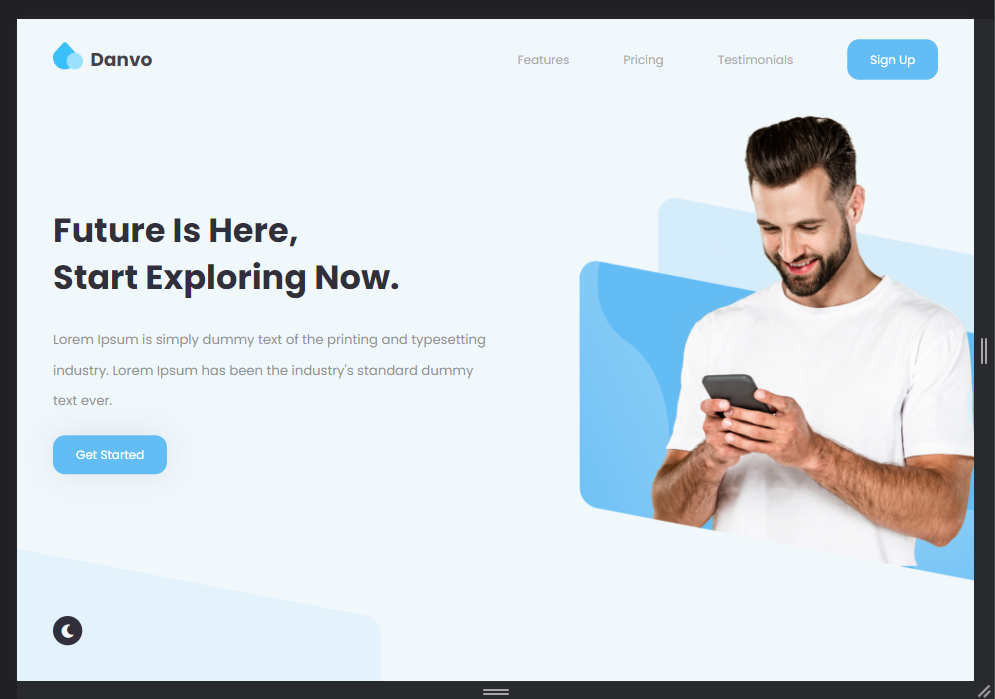 Danvo
Features
Pricing
Testimonials
Sign Up
Future Is Here,
Start Exploring Now.
Lorem Ipsum is simply dummy text of the printing and typesetting
industry. Lorem Ipsum has been the industry's standard dummy
text ever.
Get Started